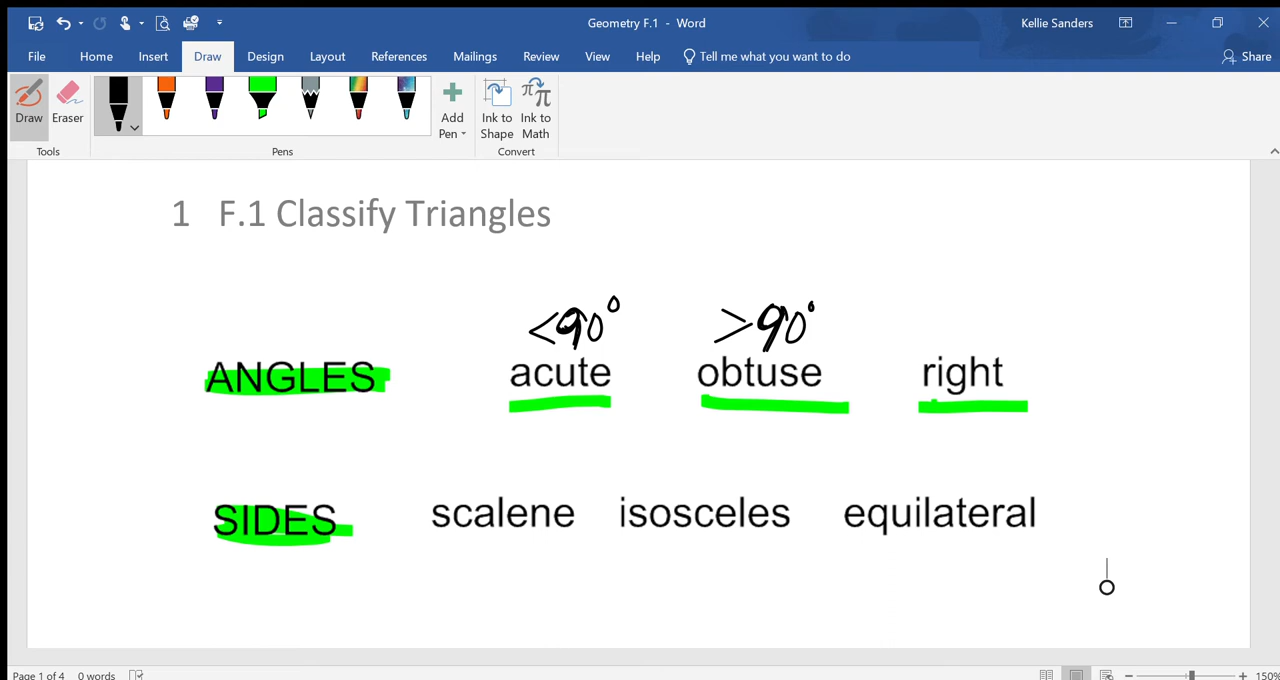 Geometry F.1 - Word
Kellie Sanders
File Home Insert Draw Design Layout References Mailings Review View Help Tell me what you want to do Share
Draw Eraser Add Pen Ink to Shape Ink to Math
Tools Pens Convert
1 F.1 Classify Triangles
<90° >90°
ANGLES acute obtuse right
SIDES scalene isosceles equilateral
Page 1 of 4 0 words 150%